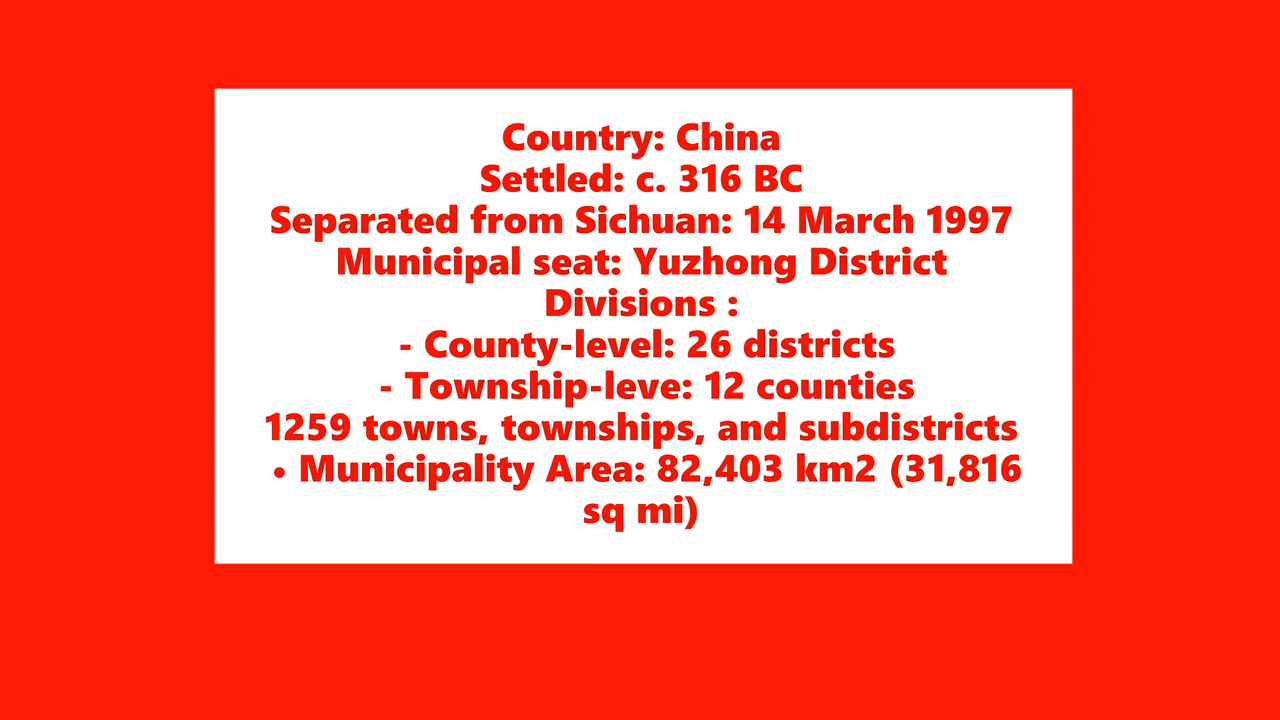 Country: China
Settled: c. 316 BC
Separated from Sichuan: 14 March 1997
Municipal seat: Yuzhong District
Divisions :
- County-level: 26 districts
- Township-leve: 12 counties
1259 towns, townships, and subdistricts
• Municipality Area: 82,403 km2 (31,816
sq mi)